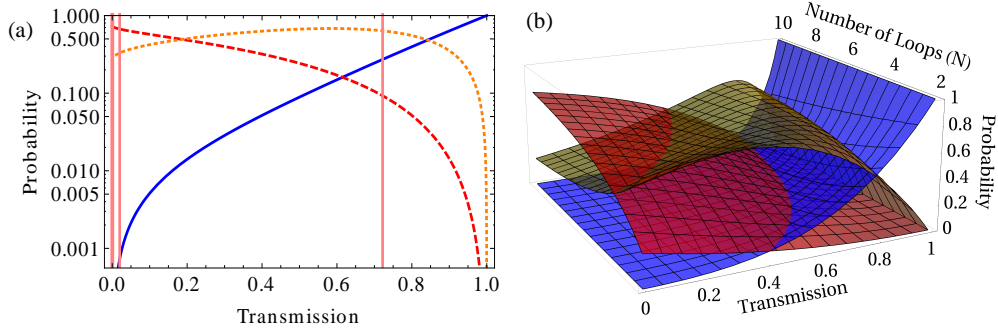 (a)
1.000
0.500
0.100
0.050
0.010
0.005
0.001
Probability
0.0 0.2 0.4 0.6 0.8 1.0
Transmission
(b)
Number of Loops (N)
10 8 6 4 2
1
0.8
0.6
0.4
0.2
0
Probability
0 0.2 0.4 0.6 0.8 1
Transmission